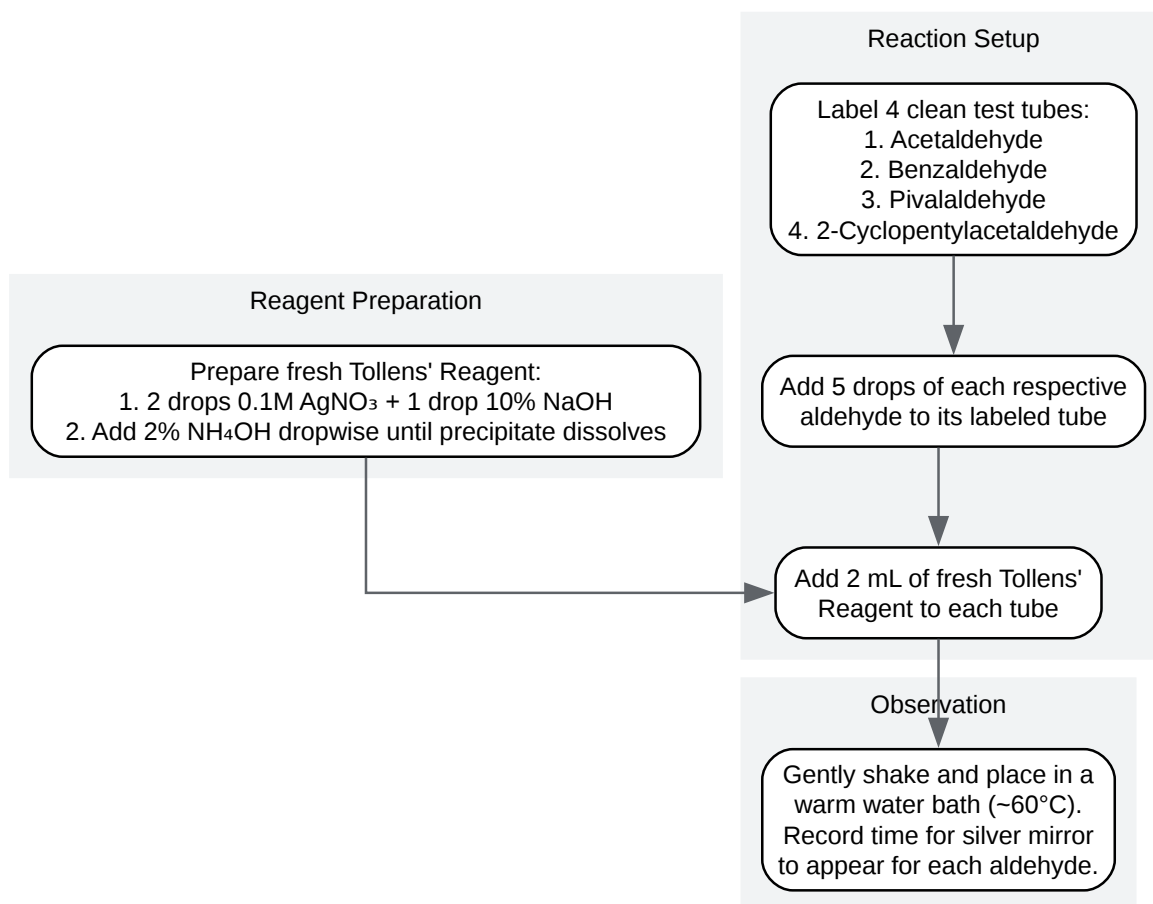 Reaction Setup
Label 4 clean test tubes:
1. Acetaldehyde
2. Benzaldehyde
3. Pivalaldehyde
4. 2-Cyclopentylacetaldehyde
Reagent Preparation
Prepare fresh Tollens' Reagent:
1. 2 drops 0.1M AgNO₃ + 1 drop 10% NaOH
2. Add 2% NH₄OH dropwise until precipitate dissolves
Add 5 drops of each respective
aldehyde to its labeled tube
Add 2 mL of fresh Tollens'
Reagent to each tube
Observation
Gently shake and place in a
warm water bath (~60°C).
Record time for silver mirror
to appear for each aldehyde.